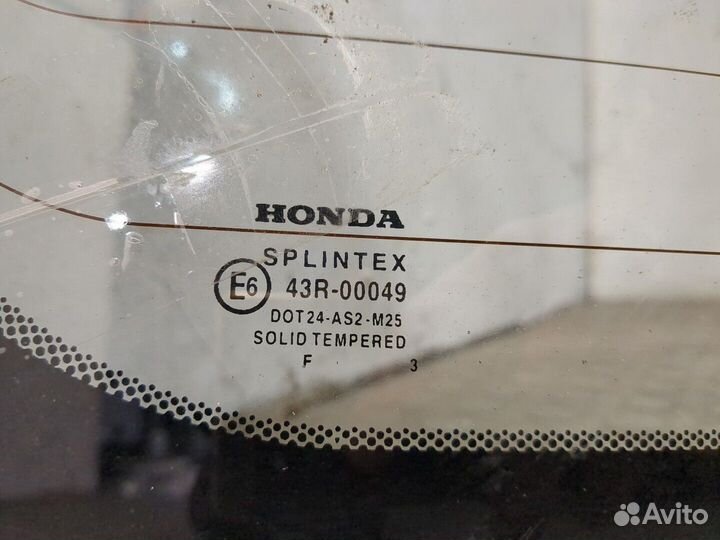 HONDA
SPLINTEX
E6 43R-00049
DOT24-AS2-M25
SOLID TEMPERED
F 3
Avito